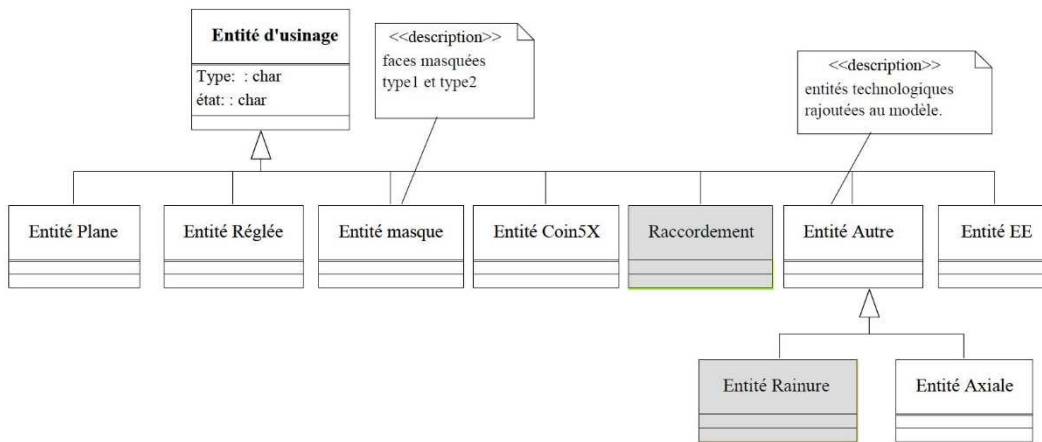 Entité d'usinage
Type: : char
état: : char
<<description>>
faces masquées
type1 et type2
<<description>>
entités technologiques
rajoutées au modèle.
Entité Plane
Entité Réglée
Entité masque
Entité Coin5X
Raccordement
Entité Autre
Entité EE
Entité Rainure
Entité Axiale